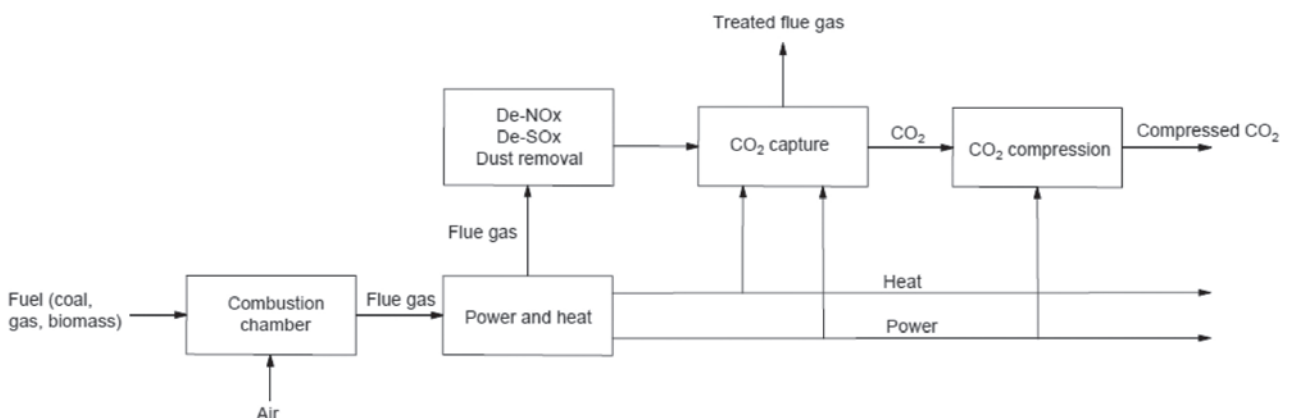 Treated flue gas
De-NOx
De-SOx
Dust removal
CO₂ capture
CO₂
CO₂ compression
Compressed CO₂
Flue gas
Fuel (coal,
gas, biomass)
Combustion
chamber
Flue gas
Power and heat
Heat
Power
Air